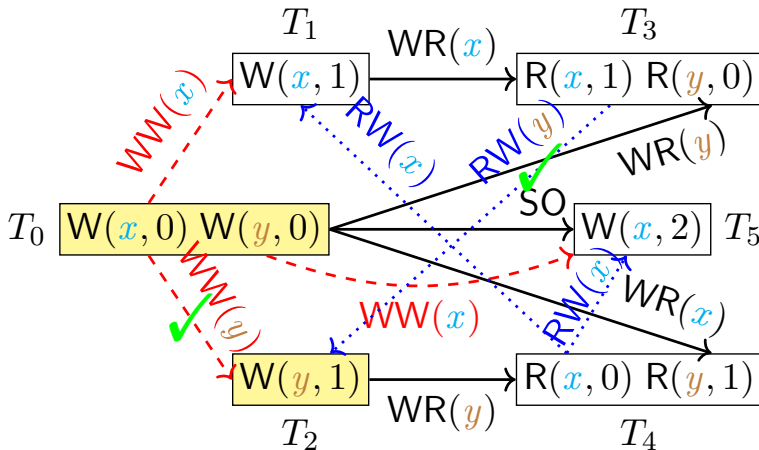 T1
T3
WR(x)
W(x, 1)
R(x, 1) R(y, 0)
WW(x)
RW(x)
RW(y)
WR(y)
SO
T0
W(x, 0) W(y, 0)
W(x, 2)
T5
WW(y)
WW(x)
RW(x)
WR(x)
W(y, 1)
WR(y)
R(x, 0) R(y, 1)
T2
T4